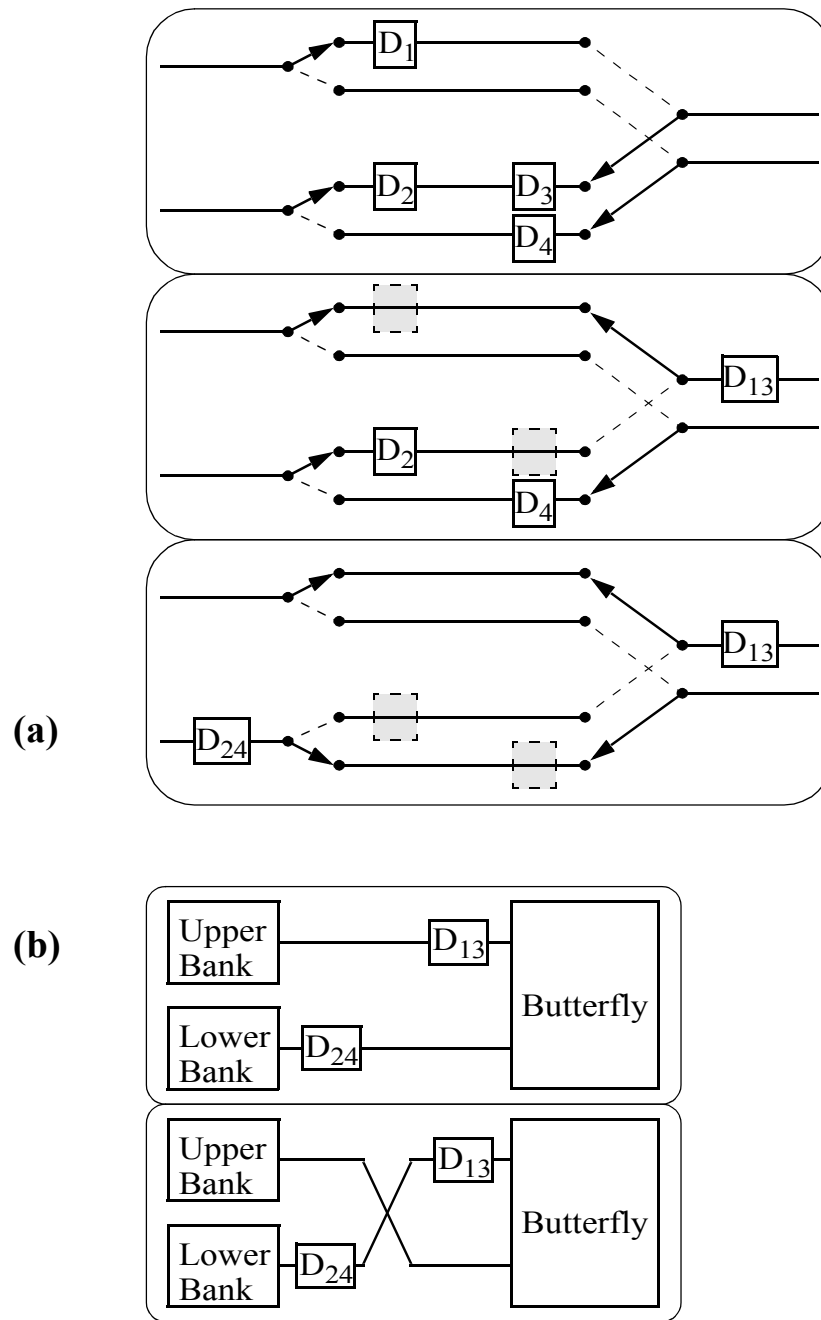 D1
D2 D3
D4
D13
D2
D4
D13
(a)
D24
(b)
Upper
Bank
D13
Butterfly
Lower
Bank
D24
Upper
Bank
D13
Butterfly
Lower
Bank
D24